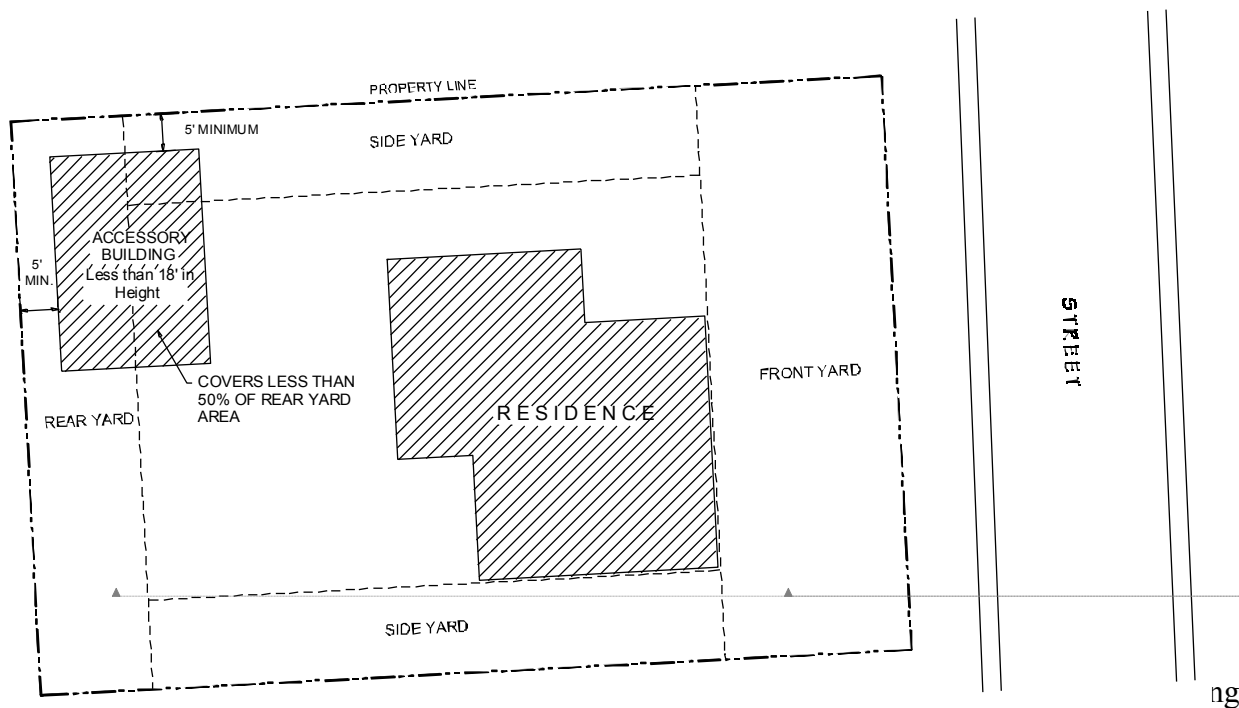 PROPERTY LINE
5' MINIMUM
SIDE YARD
ACCESSORY
BUILDING
Less than 18' in
Height
5'
MIN.
STREET
COVERS LESS THAN
50% OF REAR YARD
AREA
FRONT YARD
REAR YARD
RESIDENCE
SIDE YARD
ng